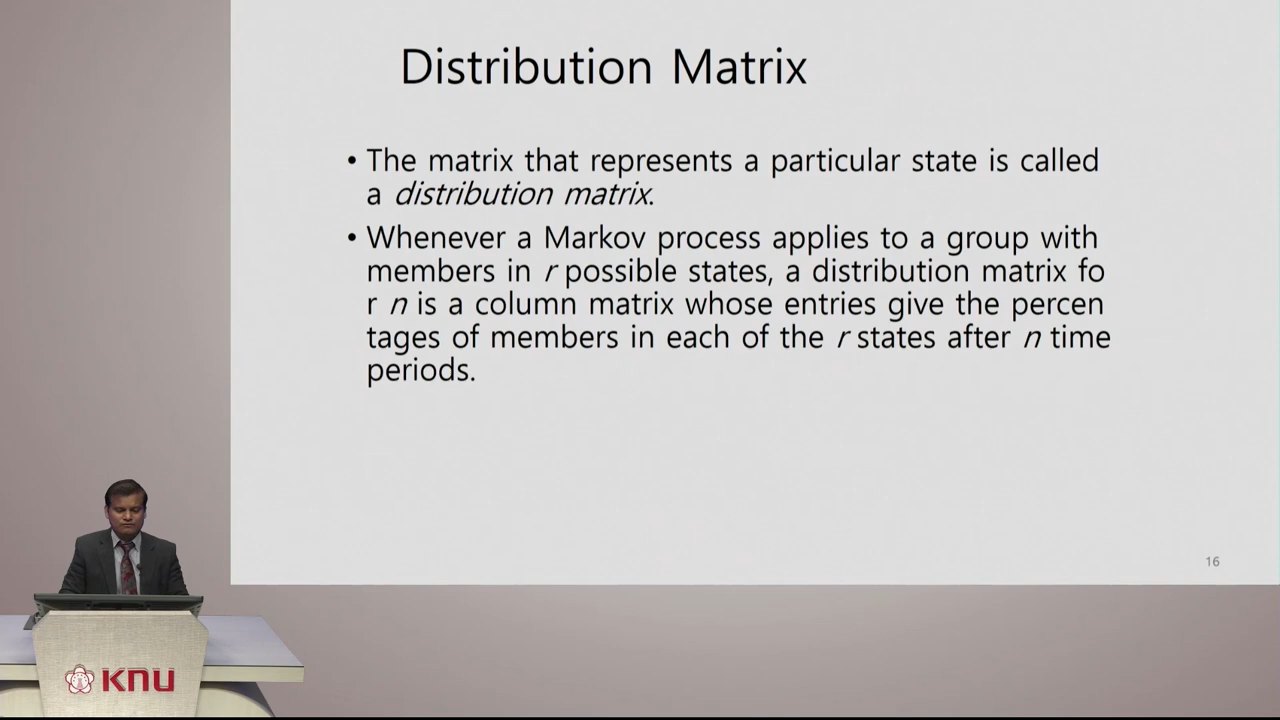 Distribution Matrix
• The matrix that represents a particular state is called
a distribution matrix.
• Whenever a Markov process applies to a group with
members in r possible states, a distribution matrix fo
r n is a column matrix whose entries give the percen
tages of members in each of the r states after n time
periods.
16
KNU